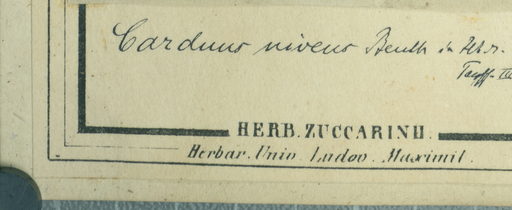 Carduus niveus
HERB. ZUCCARINII.
Herbar. Univ. Ludov. Maximil.